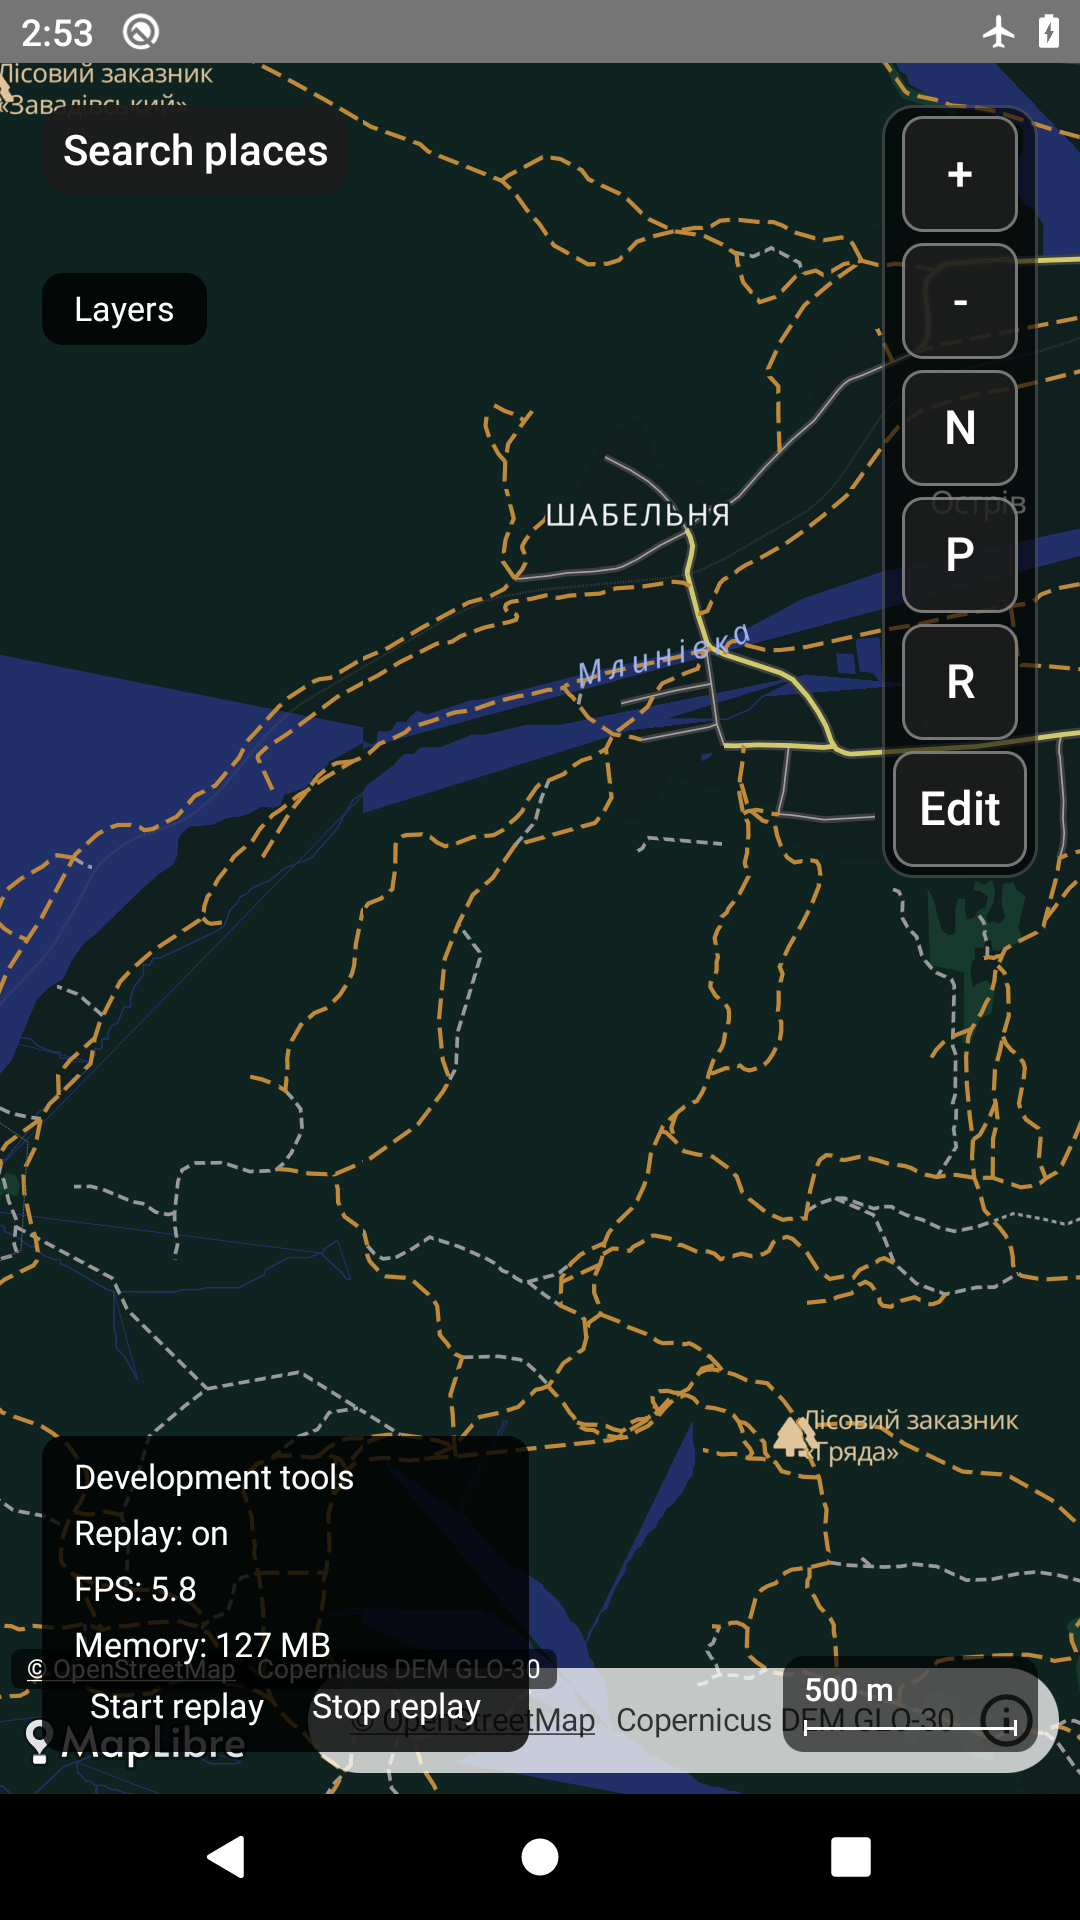 2:53
Лісовий заказник
«Завадівський»
Search places
+
Layers
-
N
Острів
ШАБЕЛЬНЯ
P
Млинівка
R
Edit
Лісовий заказник
«Гряда»
Development tools
Replay: on
FPS: 5.8
Memory: 127 MB
© OpenStreetMap Copernicus DEM GLO-30
500 m
Start replay Stop replay
© OpenStreetMap Copernicus DEM GLO-30
MapLibre